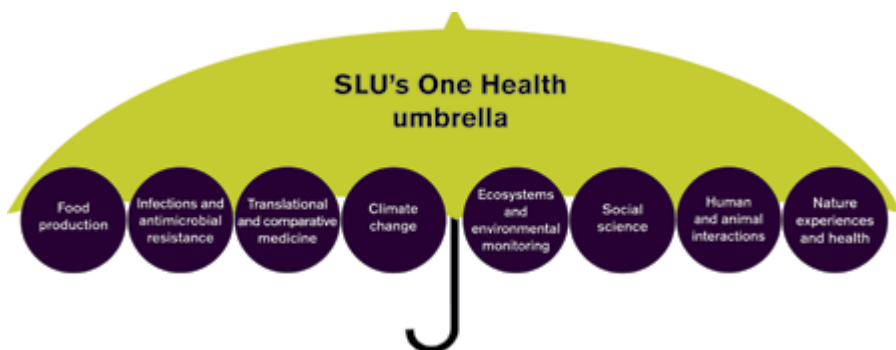 SLU's One Health
umbrella
Food
production
Infections and
antimicrobial
resistance
Translational
and comparative
medicine
Climate
change
Ecosystems
and
environmental
monitoring
Social
science
Human
and animal
interactions
Nature
experiences
and health